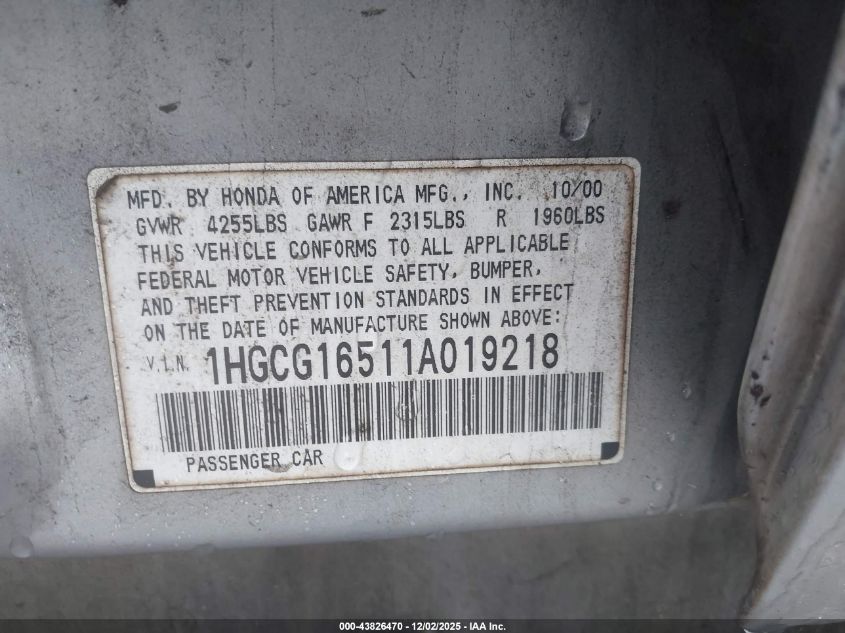 MFD. BY HONDA OF AMERICA MFG., INC. 10/00
GVWR 4255LBS GAWR F 2315LBS R 1960LBS
THIS VEHICLE CONFORMS TO ALL APPLICABLE
FEDERAL MOTOR VEHICLE SAFETY, BUMPER,
AND THEFT PREVENTION STANDARDS IN EFFECT
ON THE DATE OF MANUFACTURE SHOWN ABOVE:
V.I.N. 1HGCG16511A019218
PASSENGER CAR
000-43826470 - 12/02/2025 - IAA Inc.